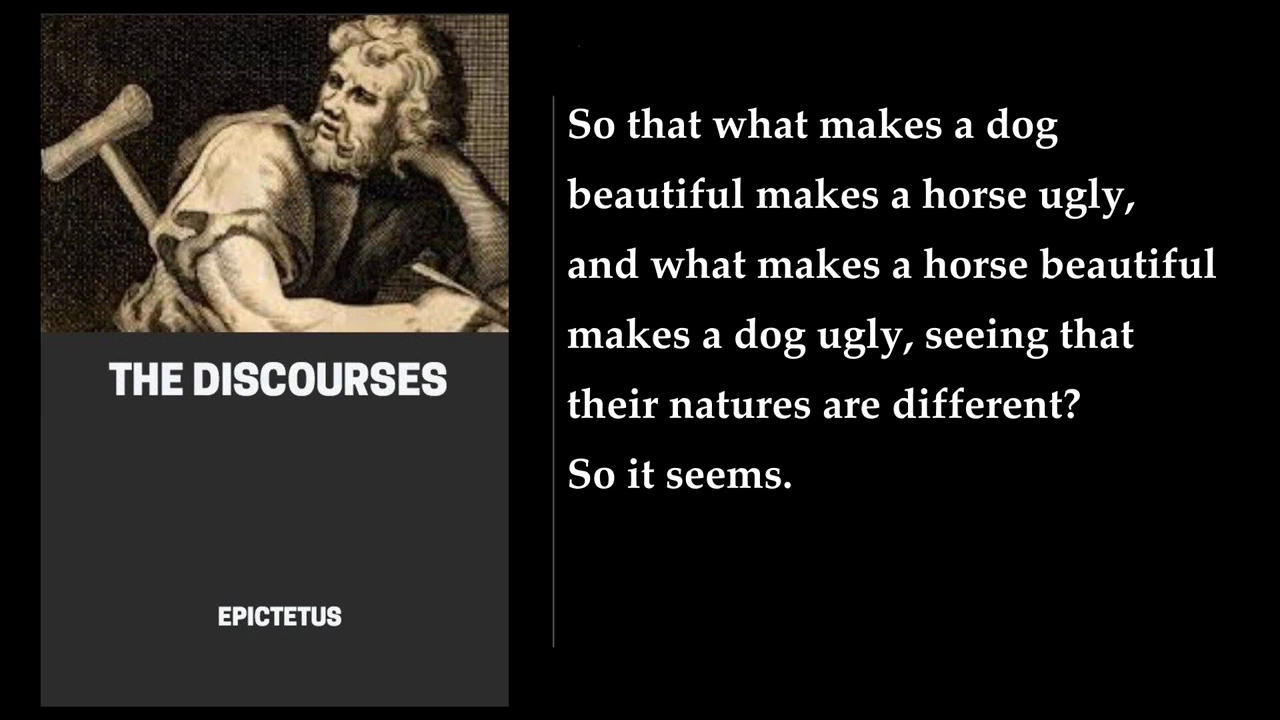 THE DISCOURSES
EPICTETUS
So that what makes a dog
beautiful makes a horse ugly,
and what makes a horse beautiful
makes a dog ugly, seeing that
their natures are different?
So it seems.